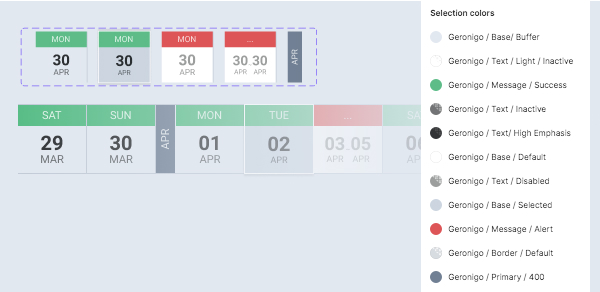 Selection colors
MON MON MON ...
30 30 30 30 30
APR APR APR APR APR
APR
SAT SUN MON TUE ... SA
29 30 01 02 03 05 06
MAR MAR APR APR APR APR
APR
Geronigo / Base/ Buffer
Geronigo / Text / Light / Inactive
Geronigo / Message / Success
Geronigo / Text / Inactive
Geronigo / Text/ High Emphasis
Geronigo / Base / Default
Geronigo / Text / Disabled
Geronigo / Base / Selected
Geronigo / Message / Alert
Geronigo / Border / Default
Geronigo / Primary / 400